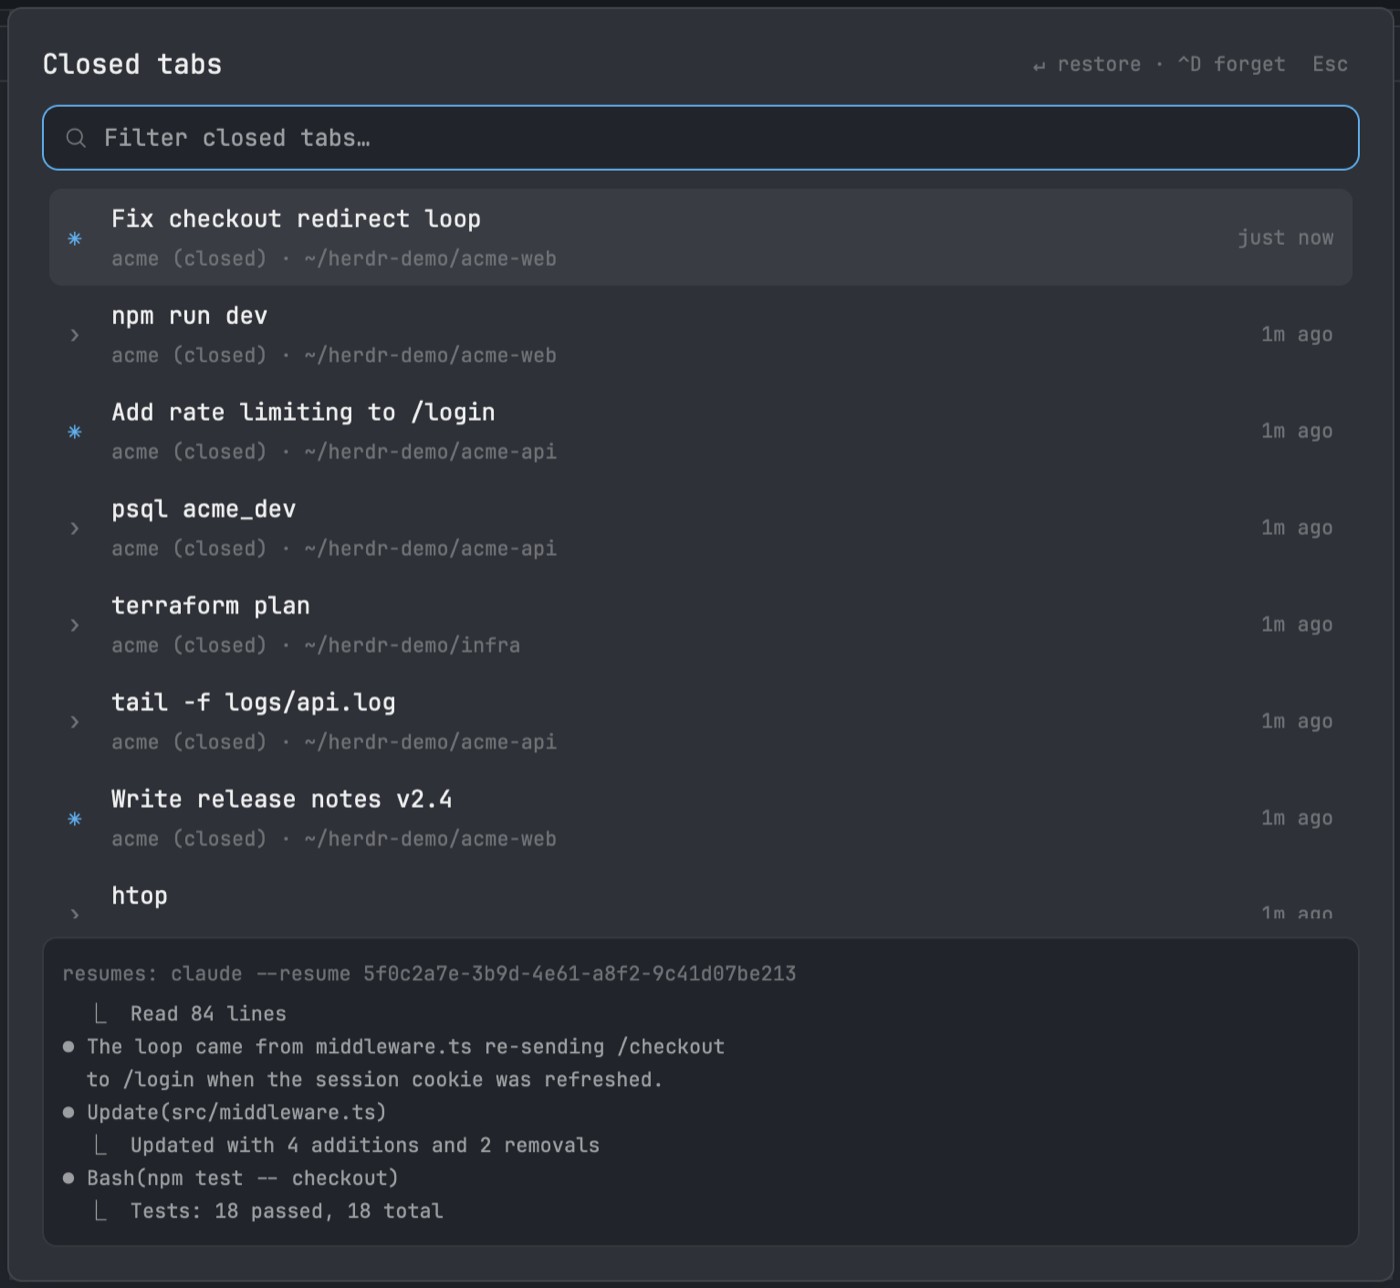 Closed tabs
↵ restore · ^D forget Esc
Filter closed tabs…
Fix checkout redirect loop
just now
acme (closed) · ~/herdr-demo/acme-web
npm run dev
1m ago
acme (closed) · ~/herdr-demo/acme-web
Add rate limiting to /login
1m ago
acme (closed) · ~/herdr-demo/acme-api
psql acme_dev
1m ago
acme (closed) · ~/herdr-demo/acme-api
terraform plan
1m ago
acme (closed) · ~/herdr-demo/infra
tail -f logs/api.log
1m ago
acme (closed) · ~/herdr-demo/acme-api
Write release notes v2.4
1m ago
acme (closed) · ~/herdr-demo/acme-web
htop
1m ago
resumes: claude --resume 5f0c2a7e-3b9d-4e61-a8f2-9c41d07be213
⎿ Read 84 lines
● The loop came from middleware.ts re-sending /checkout
to /login when the session cookie was refreshed.
● Update(src/middleware.ts)
⎿ Updated with 4 additions and 2 removals
● Bash(npm test -- checkout)
⎿ Tests: 18 passed, 18 total